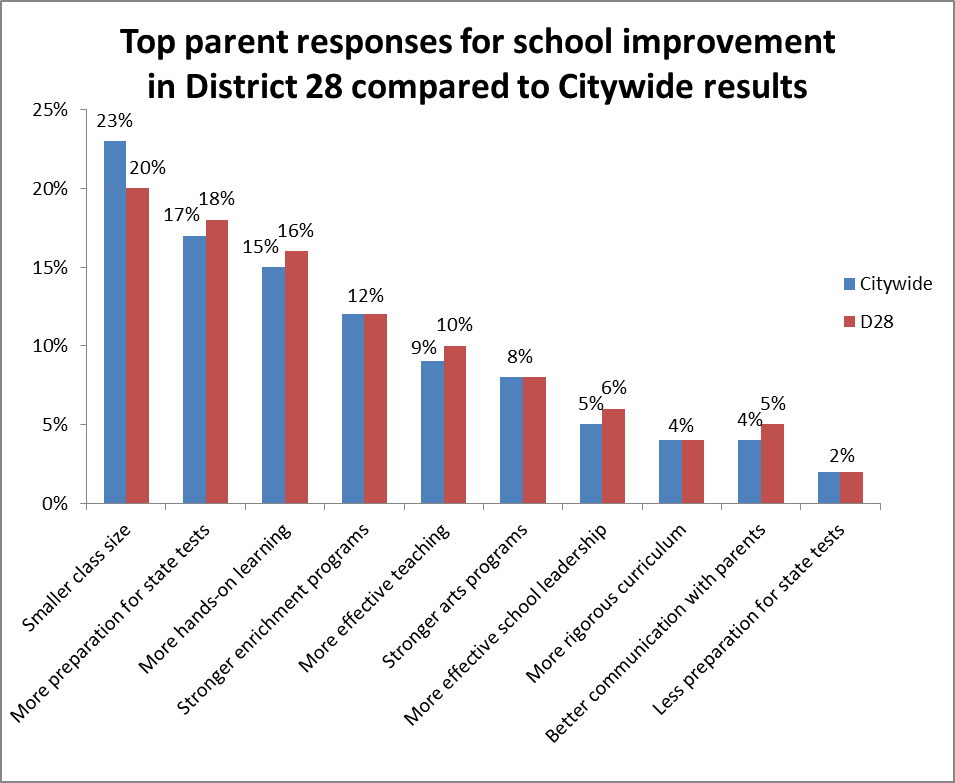 Top parent responses for school improvement
in District 28 compared to Citywide results
25%
20%
15%
10%
5%
0%
23%
20%
17%
18%
15%
16%
12%
9%
10%
8%
5%
6%
4%
4%
5%
2%
Citywide
D28
Smaller class size
More preparation for state tests
More hands-on learning
Stronger enrichment programs
More effective teaching
Stronger arts programs
More effective school leadership
More rigorous curriculum
Better communication with parents
Less preparation for state tests